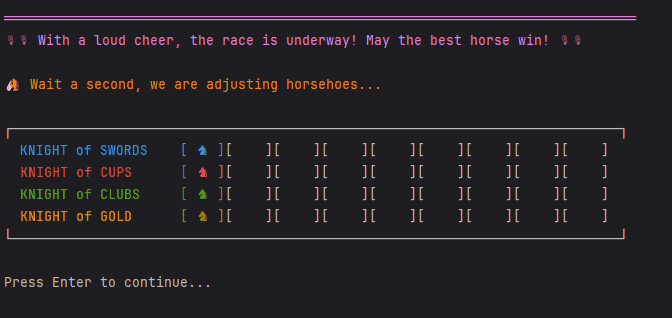 With a loud cheer, the race is underway! May the best horse win!
Wait a second, we are adjusting horsehoes...
KNIGHT of SWORDS [ ♞ ][ ][ ][ ][ ][ ][ ][ ][ ]
KNIGHT of CUPS [ ♞ ][ ][ ][ ][ ][ ][ ][ ][ ]
KNIGHT of CLUBS [ ♞ ][ ][ ][ ][ ][ ][ ][ ][ ]
KNIGHT of GOLD [ ♞ ][ ][ ][ ][ ][ ][ ][ ][ ]
Press Enter to continue...